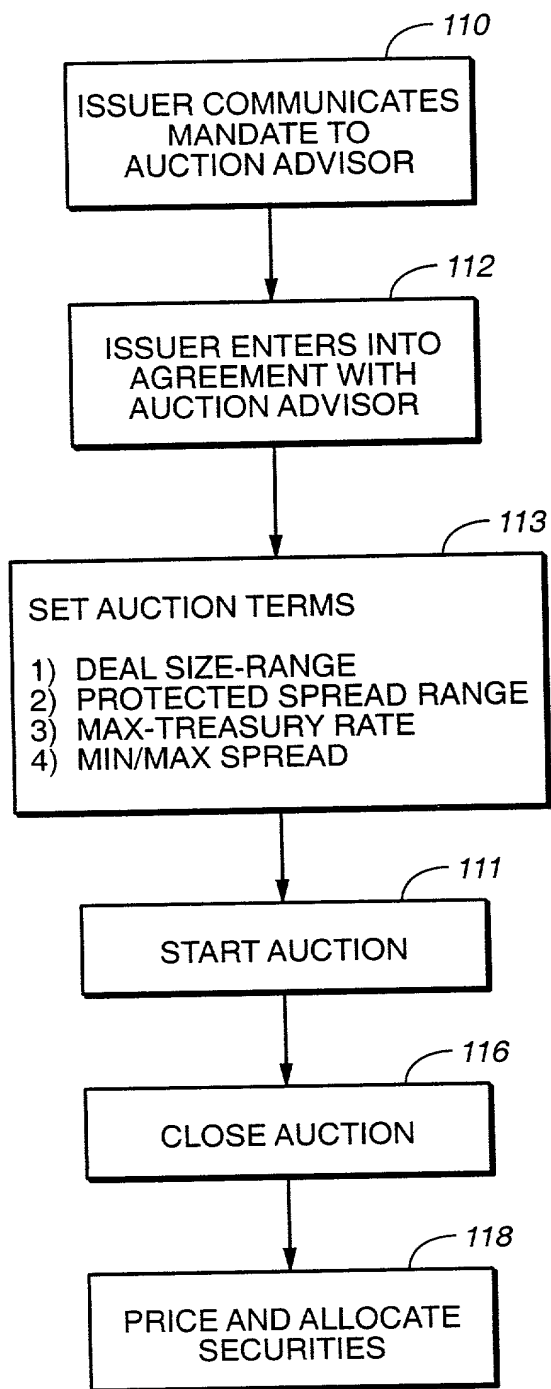 110
ISSUER COMMUNICATES
MANDATE TO
AUCTION ADVISOR
112
ISSUER ENTERS INTO
AGREEMENT WITH
AUCTION ADVISOR
113
SET AUCTION TERMS
1) DEAL SIZE-RANGE
2) PROTECTED SPREAD RANGE
3) MAX-TREASURY RATE
4) MIN/MAX SPREAD
111
START AUCTION
116
CLOSE AUCTION
118
PRICE AND ALLOCATE
SECURITIES